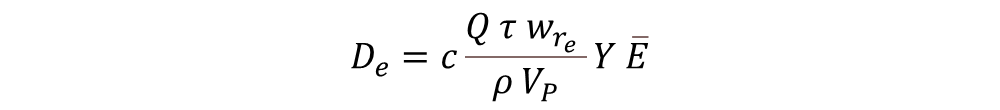 $D_e = c \frac{Q \, \tau \, w_{r_e}}{\rho \, V_P} Y \, \bar{E}$